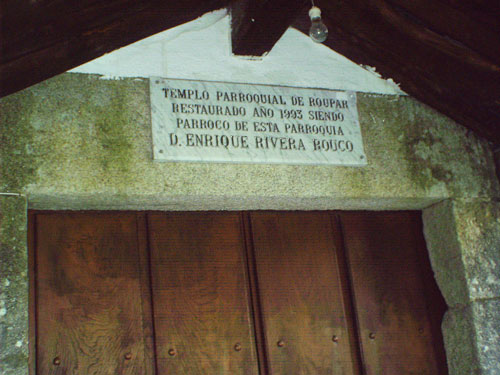 TEMPLO PARROQUIAL DE ROUPAR
RESTAURADO AÑO 1993 SIENDO
PARROCO DE ESTA PARROQUIA
D. ENRIQUE RIVERA ROUCO